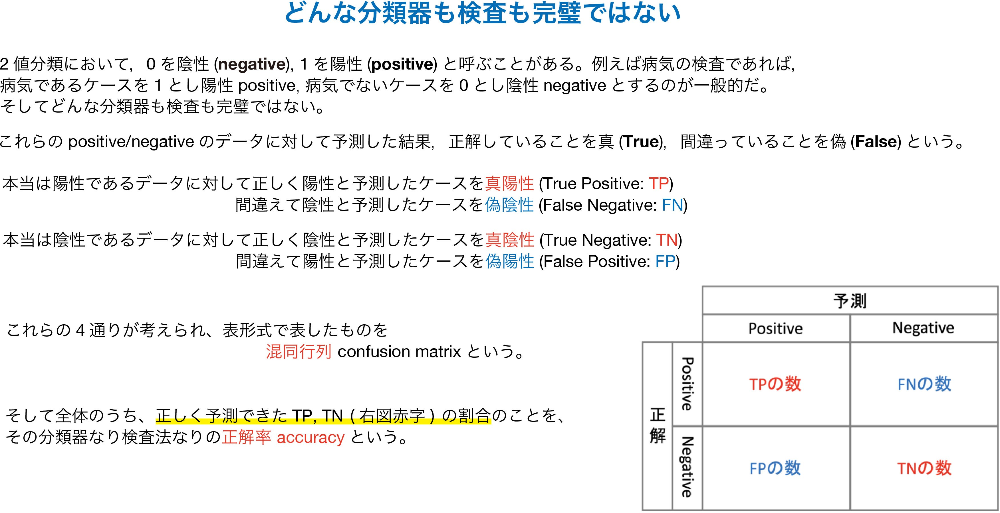 どんな分類器も検査も完璧ではない
2 値分類において,  0 を陰性 (negative), 1 を陽性 (positive) と呼ぶことがある。例えば病気の検査であれば,
病気であるケースを 1 とし陽性 positive, 病気でないケースを 0 とし陰性 negative とするのが一般的だ。
そしてどんな分類器も検査も完璧ではない。
これらの positive/negative のデータに対して予測した結果,  正解していることを真 (True),  間違っていることを偽 (False) という。
本当は陽性であるデータに対して正しく陽性と予測したケースを真陽性 (True Positive: TP)
間違えて陰性と予測したケースを偽陰性 (False Negative: FN)
本当は陰性であるデータに対して正しく陰性と予測したケースを真陰性 (True Negative: TN)
間違えて陽性と予測したケースを偽陽性 (False Positive: FP)
これらの 4 通りが考えられ、表形式で表したものを
混同行列 confusion matrix という。
そして全体のうち、正しく予測できた TP, TN ( 右図赤字 ) の割合のことを、
その分類器なり検査法なりの正解率 accuracy という。
予測
Positive
Negative
正解
Positive
TPの数
FNの数
Negative
FPの数
TNの数